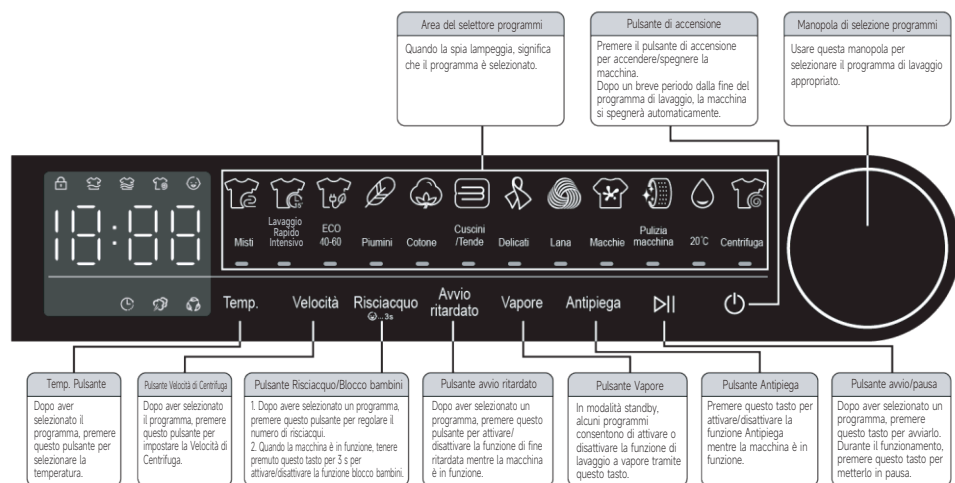 Area del selettore programmi
Quando la spia lampeggia, significa
che il programma è selezionato.
Pulsante di accensione
Premere il pulsante di accensione
per accendere/spegnere la
macchina.
Dopo un breve periodo dalla fine del
programma di lavaggio, la macchina
si spegnerà automaticamente.
Manopola di selezione programmi
Usare questa manopola per
selezionare il programma di lavaggio
appropriato.
18:88
15'
Misti
Lavaggio
Rapido
Intensivo
ECO
40-60
Piumini
Cotone
Cuscini
/Tende
Delicati
Lana
Macchie
Pulizia
macchina
20℃
Centrifuga
Temp.
Velocità
Risciacquo
...3s
Avvio
ritardato
Vapore
Antipiega
Temp. Pulsante
Dopo aver
selezionato il
programma, premere
questo pulsante per
selezionare la
temperatura.
Pulsante Velocità di Centrifuga
Dopo aver selezionato
il programma, premere
questo pulsante per
impostare la Velocità di
Centrifuga.
Pulsante Risciacquo/Blocco bambini
1. Dopo avere selezionato un programma,
premere questo pulsante per regolare il
numero di risciacqui.
2. Quando la macchina è in funzione, tenere
premuto questo tasto per 3 s per
attivare/disattivare la funzione blocco bambini.
Pulsante avvio ritardato
Dopo aver selezionato un
programma, premere questo
pulsante per attivare/
disattivare la funzione di fine
ritardata mentre la macchina
è in funzione.
Pulsante Vapore
In modalità standby,
alcuni programmi
consentono di attivare o
disattivare la funzione di
lavaggio a vapore tramite
questo tasto.
Pulsante Antipiega
Premere questo tasto per
attivare/disattivare la
funzione Antipiega
mentre la macchina è in
funzione.
Pulsante avvio/pausa
Dopo aver selezionato un
programma, premere
questo tasto per avviarlo.
Durante il funzionamento,
premere questo tasto per
metterlo in pausa.